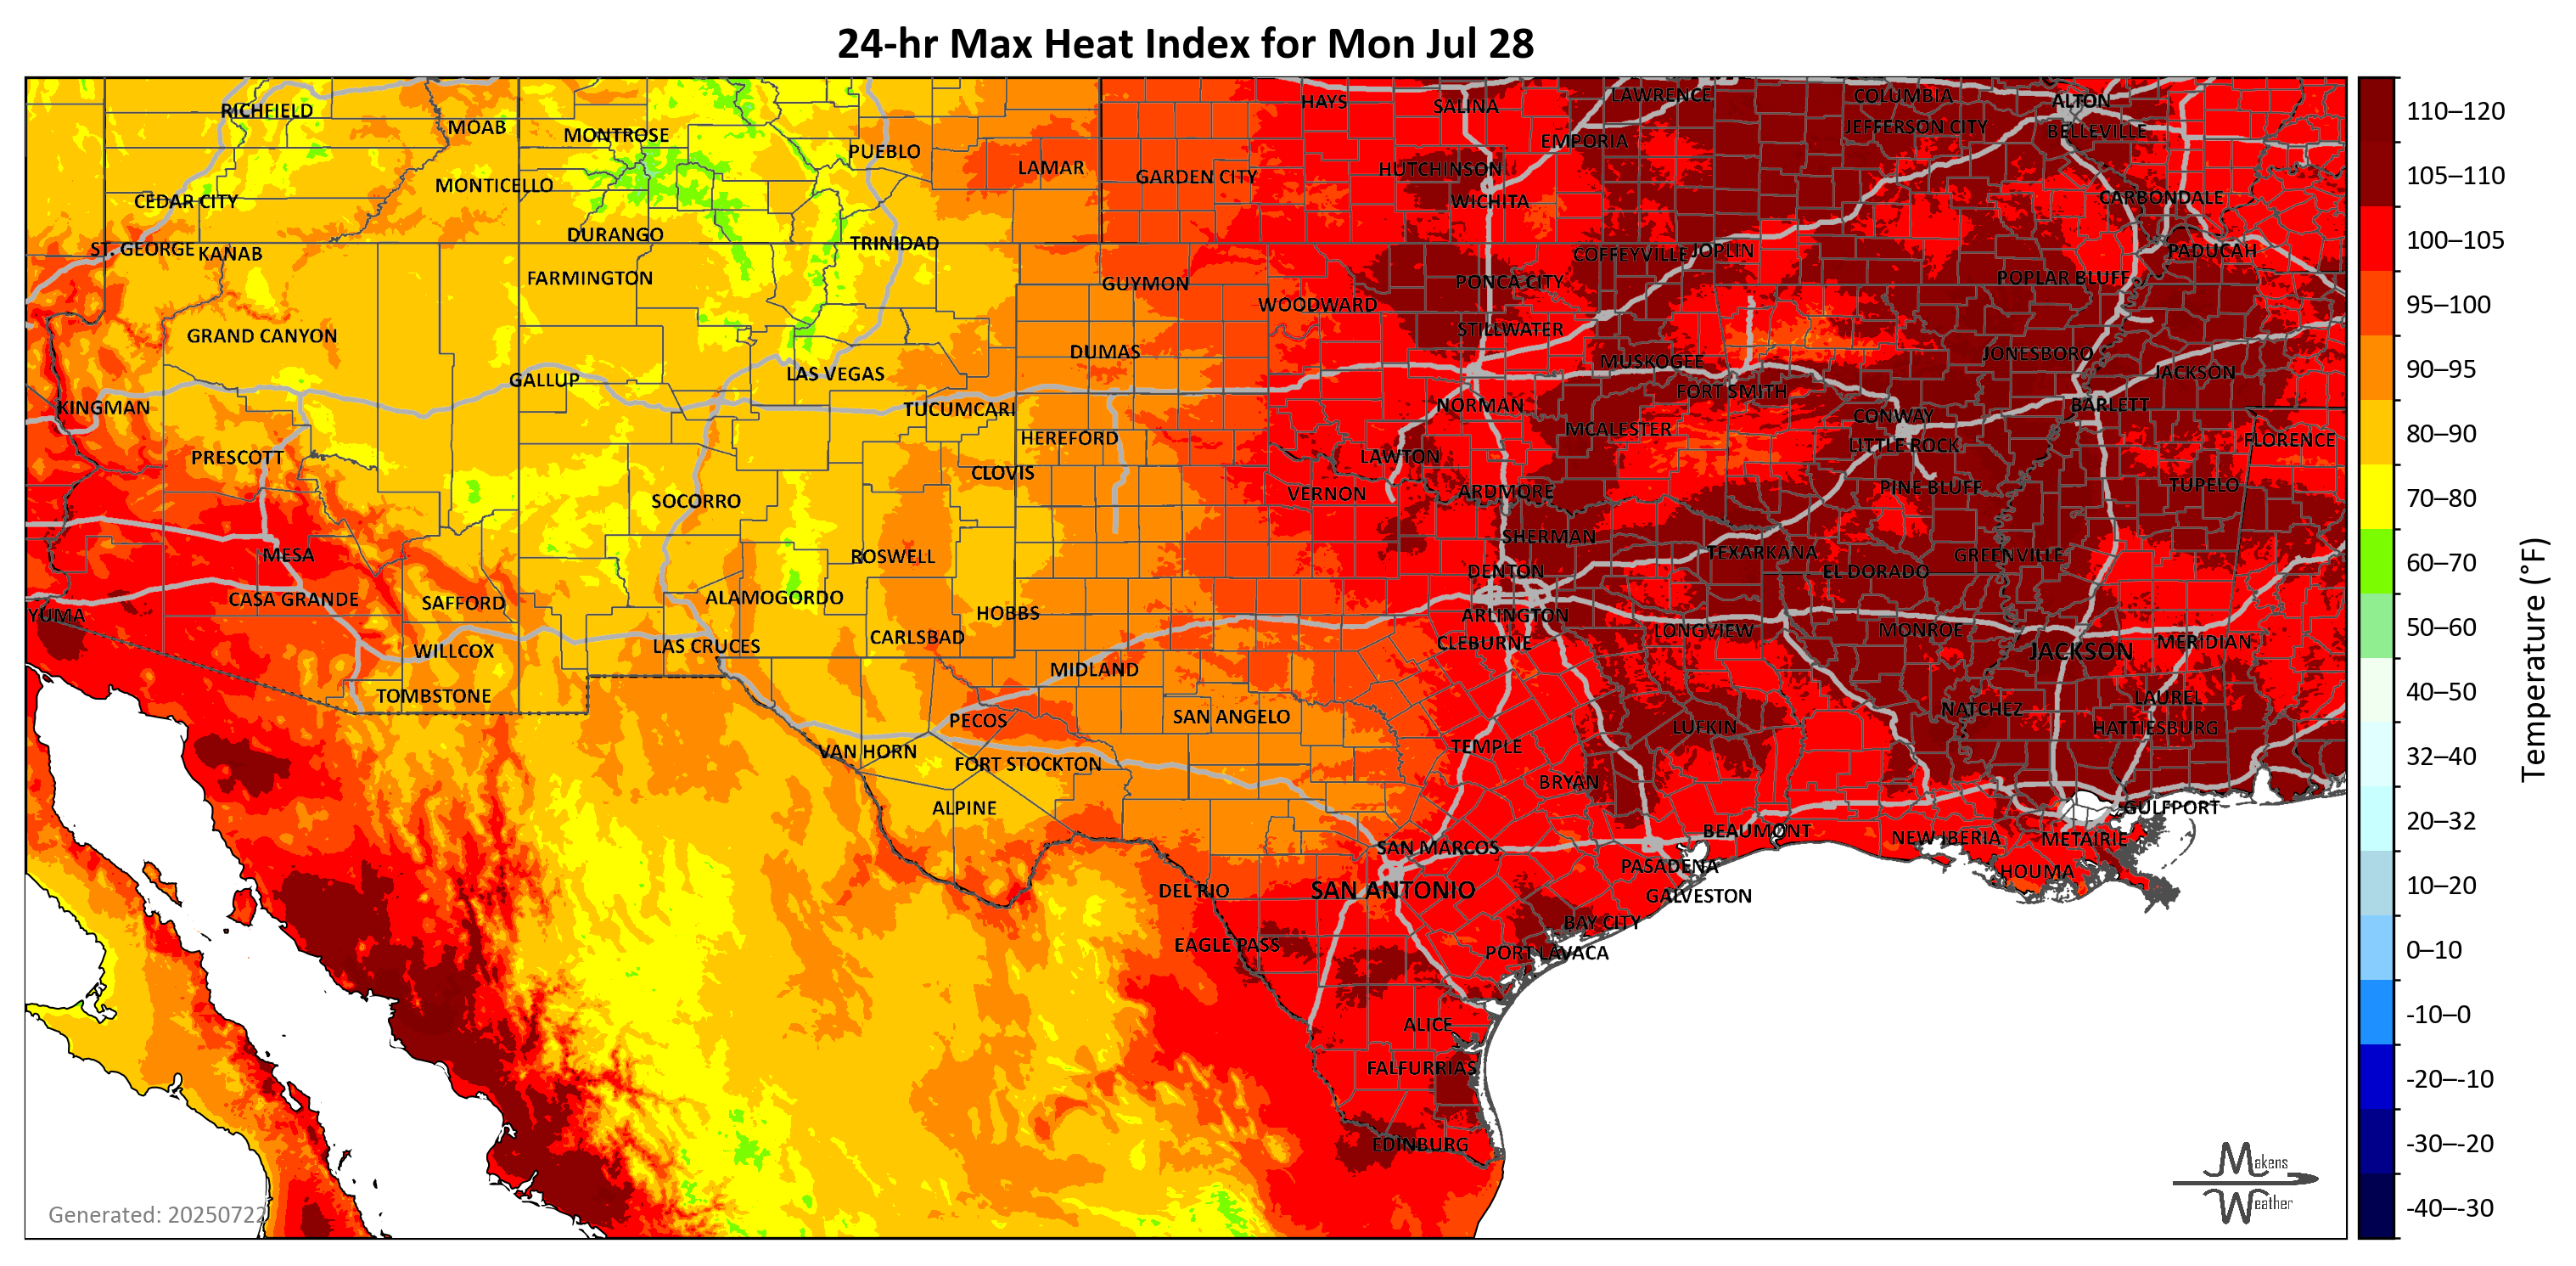 24-hr Max Heat Index for Mon Jul 28
RICHFIELD
MOAB
MONTROSE
PUEBLO
LAMAR
GARDEN CITY
HAYS
SALINA
LAWRENCE
EMPORIA
COLUMBIA
JEFFERSON CITY
ALTON
BELLEVILLE
CEDAR CITY
MONTICELLO
HUTCHINSON
WICHITA
CARBONDALE
ST. GEORGE
KANAB
DURANGO
TRINIDAD
FARMINGTON
GUYMON
WOODWARD
PONCA CITY
COFFEYVILLE
JOPLIN
POPLAR BLUFF
PADUCAH
GRAND CANYON
STILLWATER
DUMAS
MUSKOGEE
JONESBORO
JACKSON
GALLUP
LAS VEGAS
FORT SMITH
KINGMAN
TUCUMCARI
NORMAN
CONWAY
BARLETT
PRESCOTT
HEREFORD
CLOVIS
MCALESTER
LAWTON
LITTLE ROCK
FLORENCE
SOCORRO
VERNON
ARDMORE
PINE BLUFF
TUPELO
MESA
ROSWELL
SHERMAN
TEXARKANA
GREENVILLE
DENTON
EL DORADO
YUMA
CASA GRANDE
SAFFORD
ALAMOGORDO
HOBBS
ARLINGTON
CLEBURNE
LONGVIEW
MONROE
JACKSON
MERIDIAN
WILLCOX
LAS CRUCES
CARLSBAD
MIDLAND
TOMBSTONE
PECOS
SAN ANGELO
TEMPLE
LUFKIN
NATCHEZ
LAUREL
HATTIESBURG
VAN HORN
FORT STOCKTON
BRYAN
ALPINE
GULFPORT
SAN MARCOS
BEAUMONT
NEW IBERIA
METAIRIE
PASADENA
HOUMA
DEL RIO
SAN ANTONIO
GALVESTON
EAGLE PASS
BAY CITY
PORT LAVACA
ALICE
FALFURRIAS
EDINBURG
Generated: 20250722
Makens
Weather
110–120
105–110
100–105
95–100
90–95
80–90
70–80
60–70
50–60
40–50
32–40
20–32
10–20
0–10
-10–0
-20–-10
-30–-20
-40–-30
Temperature (°F)